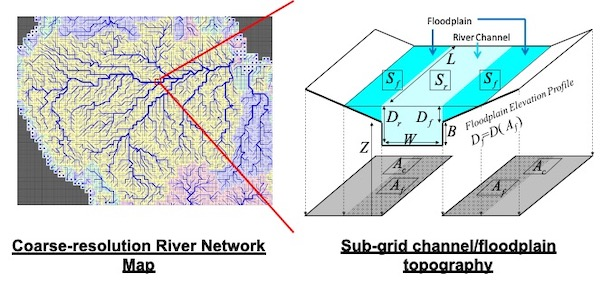 Floodplain
River Channel
L
S_f
S_r
S_f
D_r
D_f
Floodplain Elevation Profile
D_f=D(A_f)
B
W
Z
A_c
A_f
A_c
A_f
Coarse-resolution River Network
Map
Sub-grid channel/floodplain
topography